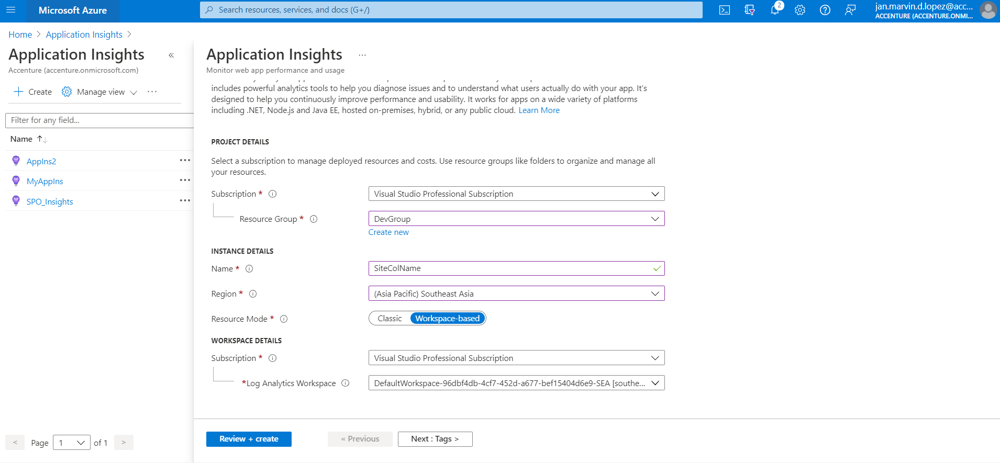 Microsoft Azure
Search resources, services, and docs (G+/)
2
jan.marvin.d.lopez@acc...
ACCENTURE (ACCENTURE.ONMI...
Home > Application Insights >
Application Insights
«
Accenture (accenture.onmicrosoft.com)
+ Create
Manage view
...
Filter for any field...
Name ↑↓
AppIns2
...
MyAppIns
...
SPO_Insights
...
< Page 1 of 1 >
Application Insights
...
Monitor web app performance and usage
includes powerful analytics tools to help you diagnose issues and to understand what users actually do with your app. It's
designed to help you continuously improve performance and usability. It works for apps on a wide variety of platforms
including .NET, Node.js and Java EE, hosted on-premises, hybrid, or any public cloud. Learn More
PROJECT DETAILS
Select a subscription to manage deployed resources and costs. Use resource groups like folders to organize and manage all
your resources.
Subscription *
Visual Studio Professional Subscription
Resource Group *
DevGroup
Create new
INSTANCE DETAILS
Name *
SiteColName
Region *
(Asia Pacific) Southeast Asia
Resource Mode *
Classic Workspace-based
WORKSPACE DETAILS
Subscription *
Visual Studio Professional Subscription
*Log Analytics Workspace
DefaultWorkspace-96dbf4db-4cf7-452d-a677-bef15404d6e9-SEA [southe...
Review + create
« Previous
Next : Tags >